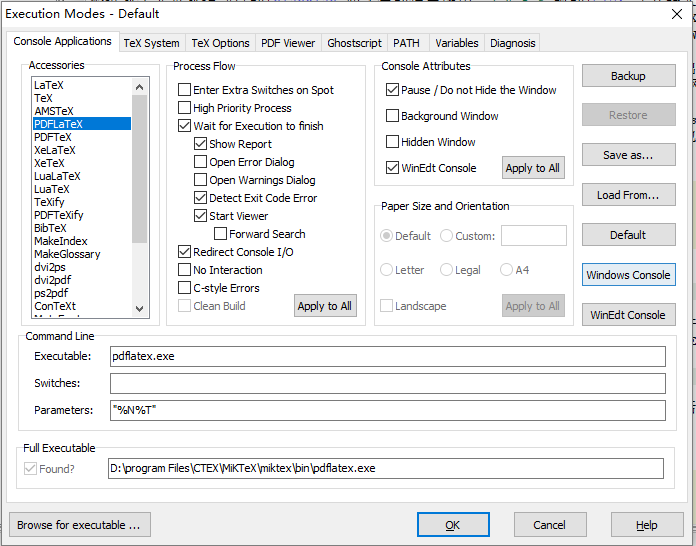 Execution Modes - Default
Console Applications TeX System TeX Options PDF Viewer Ghostscript PATH Variables Diagnosis
Accessories
LaTeX
TeX
AMSTeX
PDFLaTeX
PDFTeX
XeLaTeX
XeTeX
LuaLaTeX
LuaTeX
TeXify
PDFTeXify
BibTeX
MakeIndex
MakeGlossary
dvi2ps
dvi2pdf
ps2pdf
ConTeXt
Process Flow
Enter Extra Switches on Spot
High Priority Process
Wait for Execution to finish
Show Report
Open Error Dialog
Open Warnings Dialog
Detect Exit Code Error
Start Viewer
Forward Search
Redirect Console I/O
No Interaction
C-style Errors
Clean Build Apply to All
Console Attributes
Pause / Do not Hide the Window
Background Window
Hidden Window
WinEdt Console Apply to All
Paper Size and Orientation
Default Custom:
Letter Legal A4
Landscape Apply to All
Backup
Restore
Save as...
Load From...
Default
Windows Console
WinEdt Console
Command Line
Executable: pdflatex.exe
Switches:
Parameters: "%N%T"
Full Executable
Found? D:\program Files\CTEX\MiKTeX\miktex\bin\pdflatex.exe
Browse for executable ... OK Cancel Help